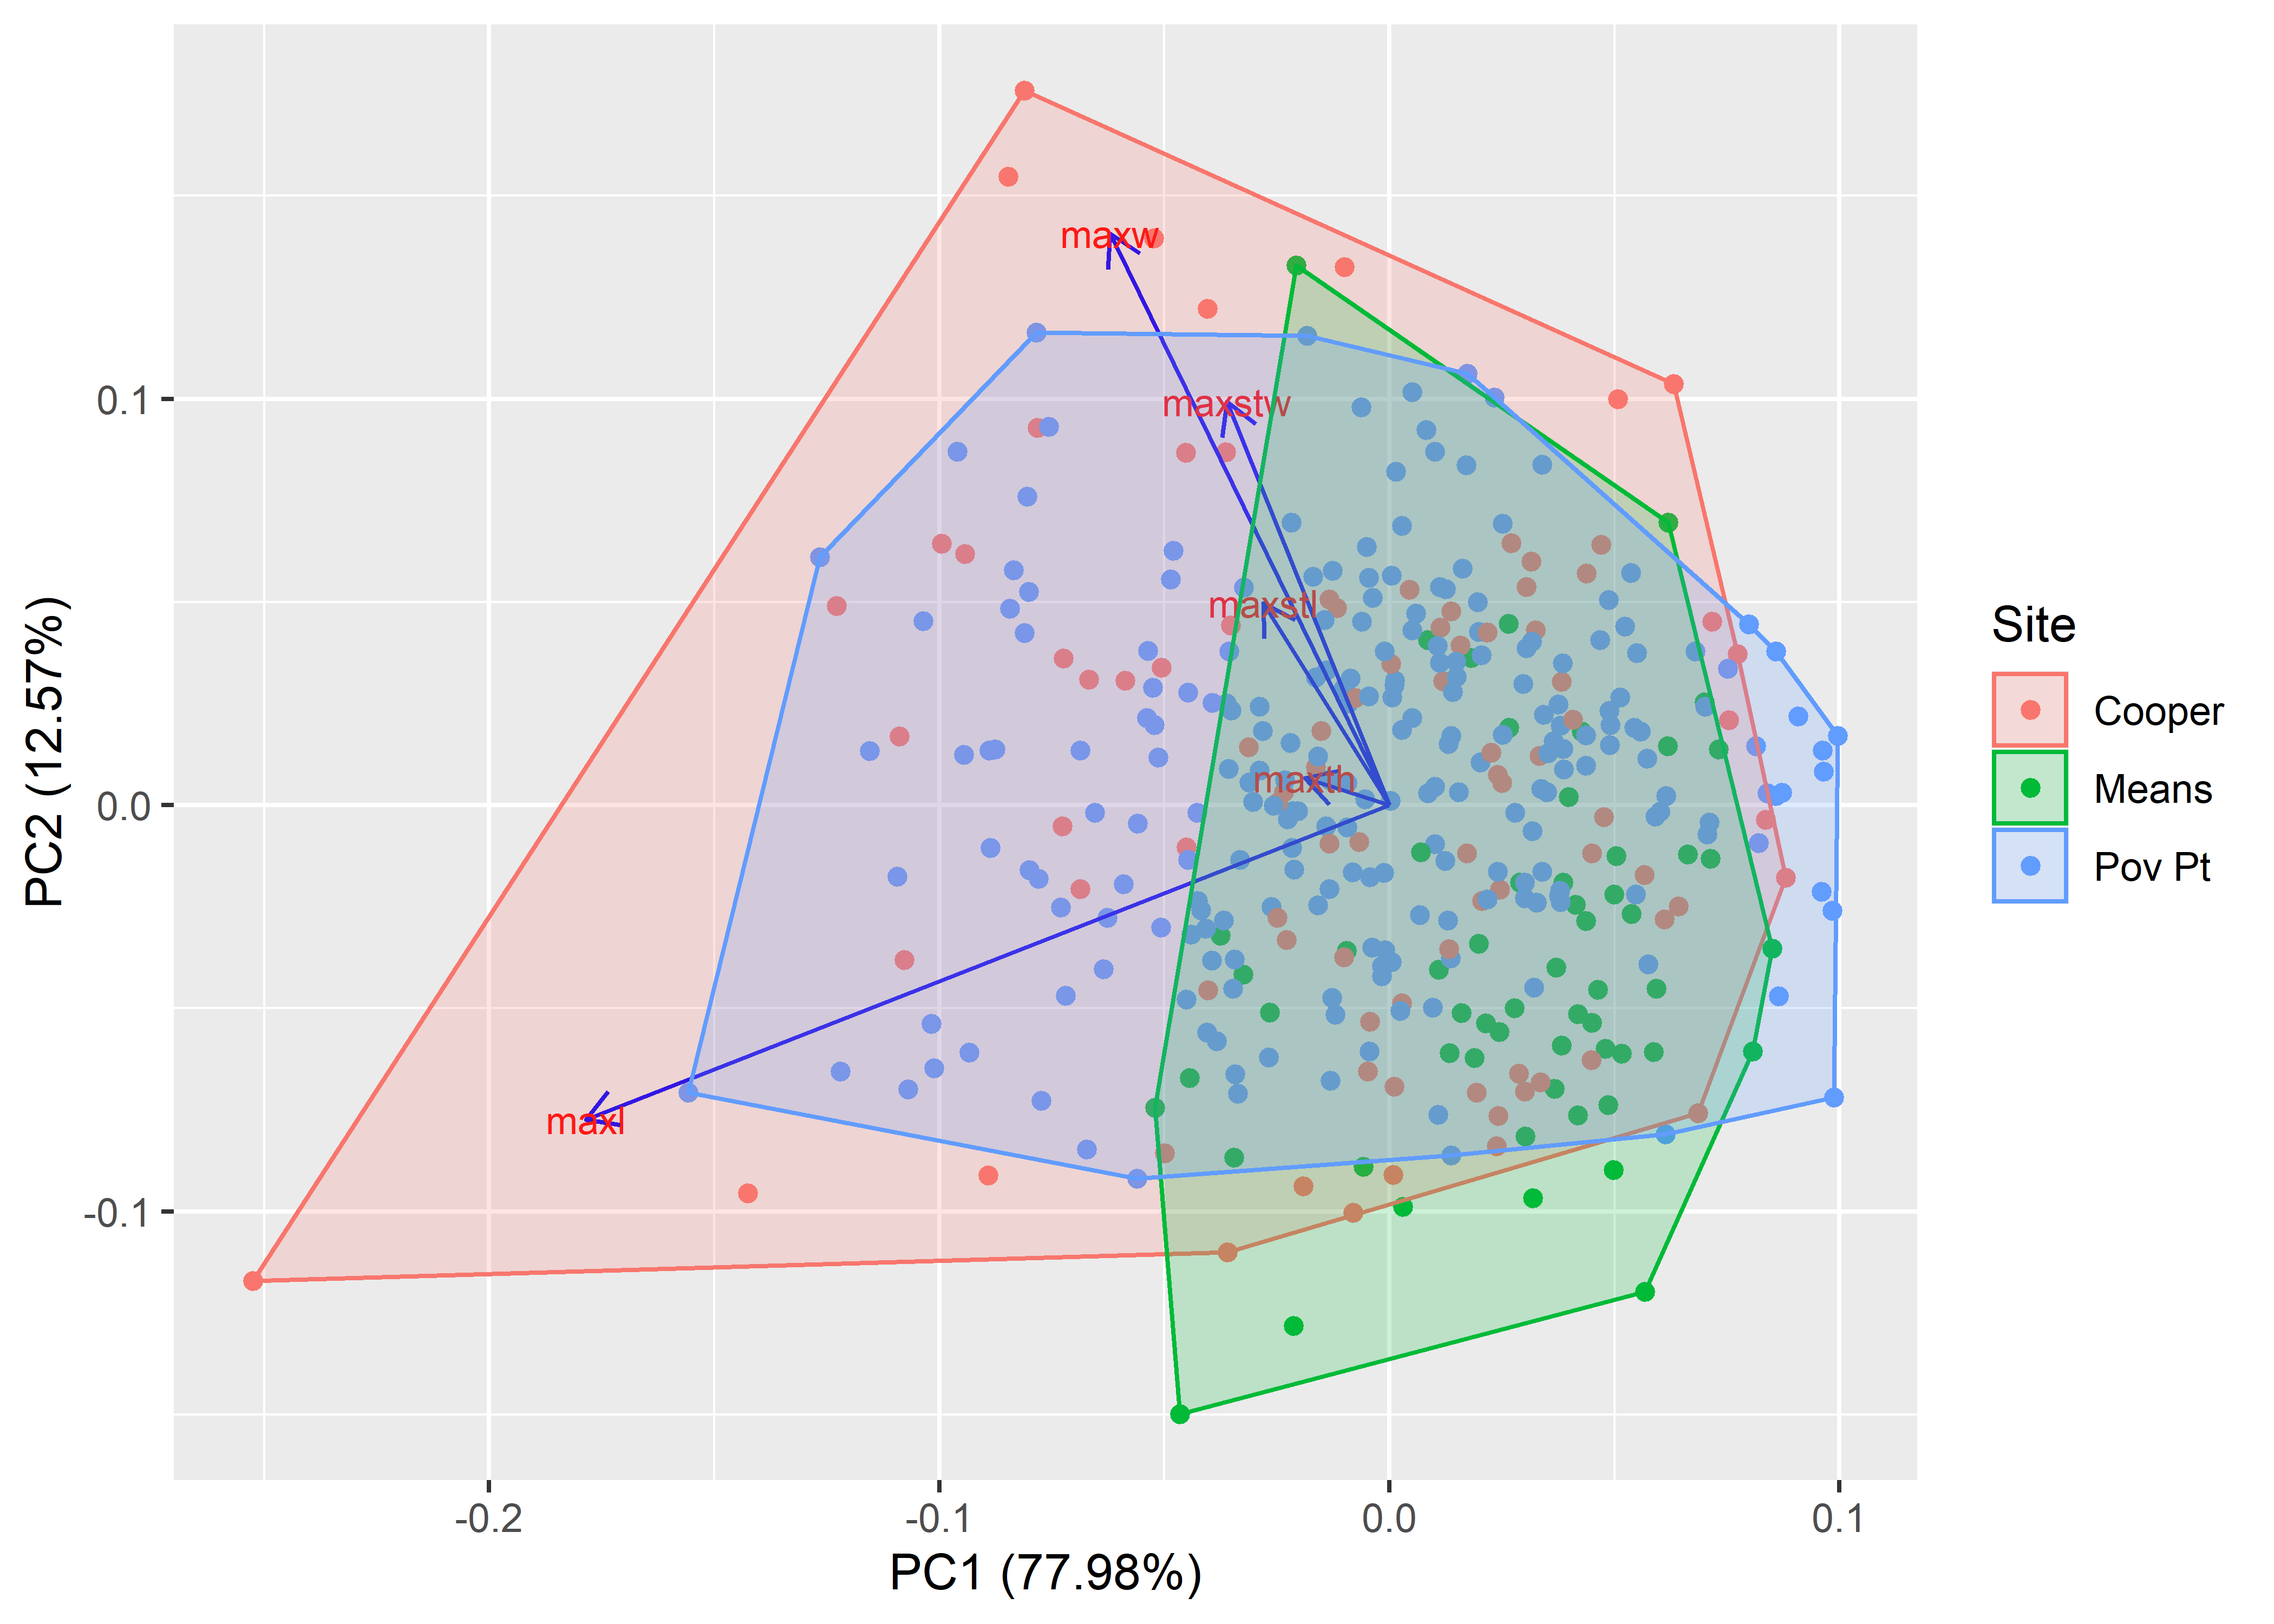 maxw
maxstw
maxstl
maxth
maxl
0.1
0.0
-0.1
-0.2
-0.1
0.0
0.1
PC2 (12.57%)
PC1 (77.98%)
Site
Cooper
Means
Pov Pt